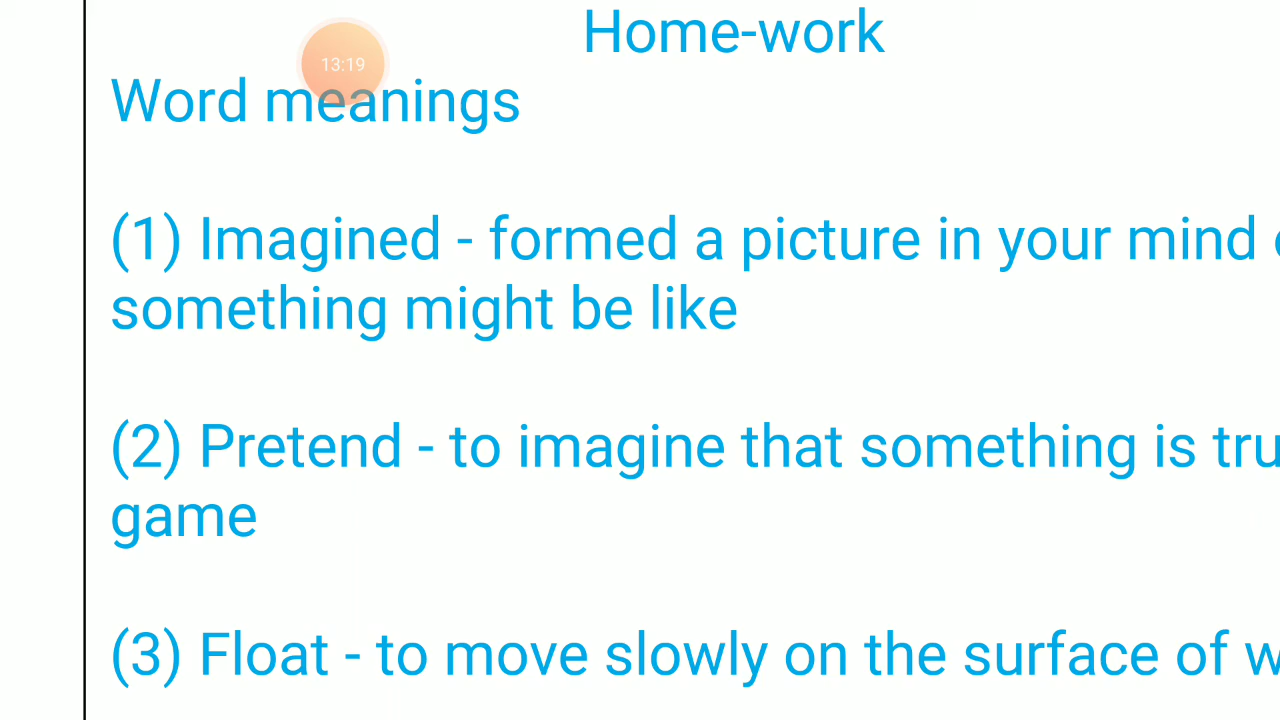 Home-work
13:19
Word meanings
(1) Imagined - formed a picture in your mind
something might be like
(2) Pretend - to imagine that something is
game
(3) Float - to move slowly on the surface of